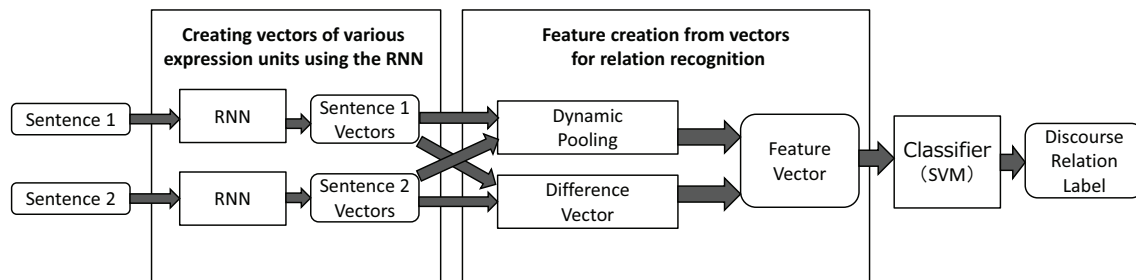 Creating vectors of various
expression units using the RNN
Feature creation from vectors
for relation recognition
Sentence 1
RNN
Sentence 1
Vectors
Dynamic
Pooling
Sentence 2
RNN
Sentence 2
Vectors
Difference
Vector
Feature
Vector
Classifier
（SVM）
Discourse
Relation
Label